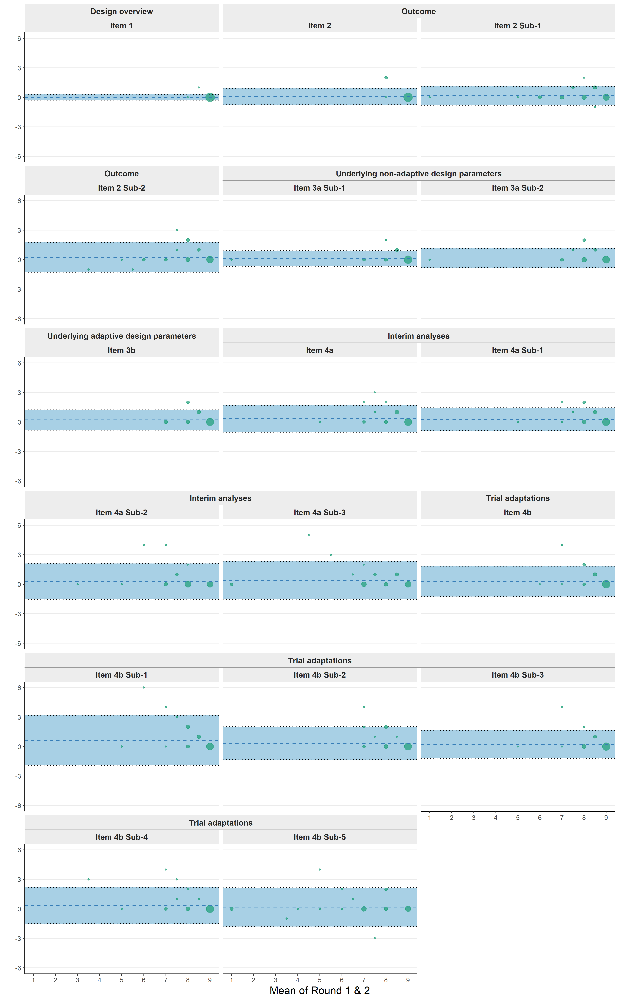 Design overview
Outcome
Item 1
Item 2
Item 2 Sub-1
6
3
0
-3
-6
Outcome
Underlying non-adaptive design parameters
Item 2 Sub-2
Item 3a Sub-1
Item 3a Sub-2
6
3
0
-3
-6
Underlying adaptive design parameters
Interim analyses
Item 3b
Item 4a
Item 4a Sub-1
6
3
0
-3
-6
Interim analyses
Trial adaptations
Item 4a Sub-2
Item 4a Sub-3
Item 4b
6
3
0
-3
-6
Trial adaptations
Item 4b Sub-1
Item 4b Sub-2
Item 4b Sub-3
6
3
0
-3
-6
1 2 3 4 5 6 7 8 9
Trial adaptations
Item 4b Sub-4
Item 4b Sub-5
6
3
0
-3
-6
1 2 3 4 5 6 7 8 9
1 2 3 4 5 6 7 8 9
Mean of Round 1 & 2